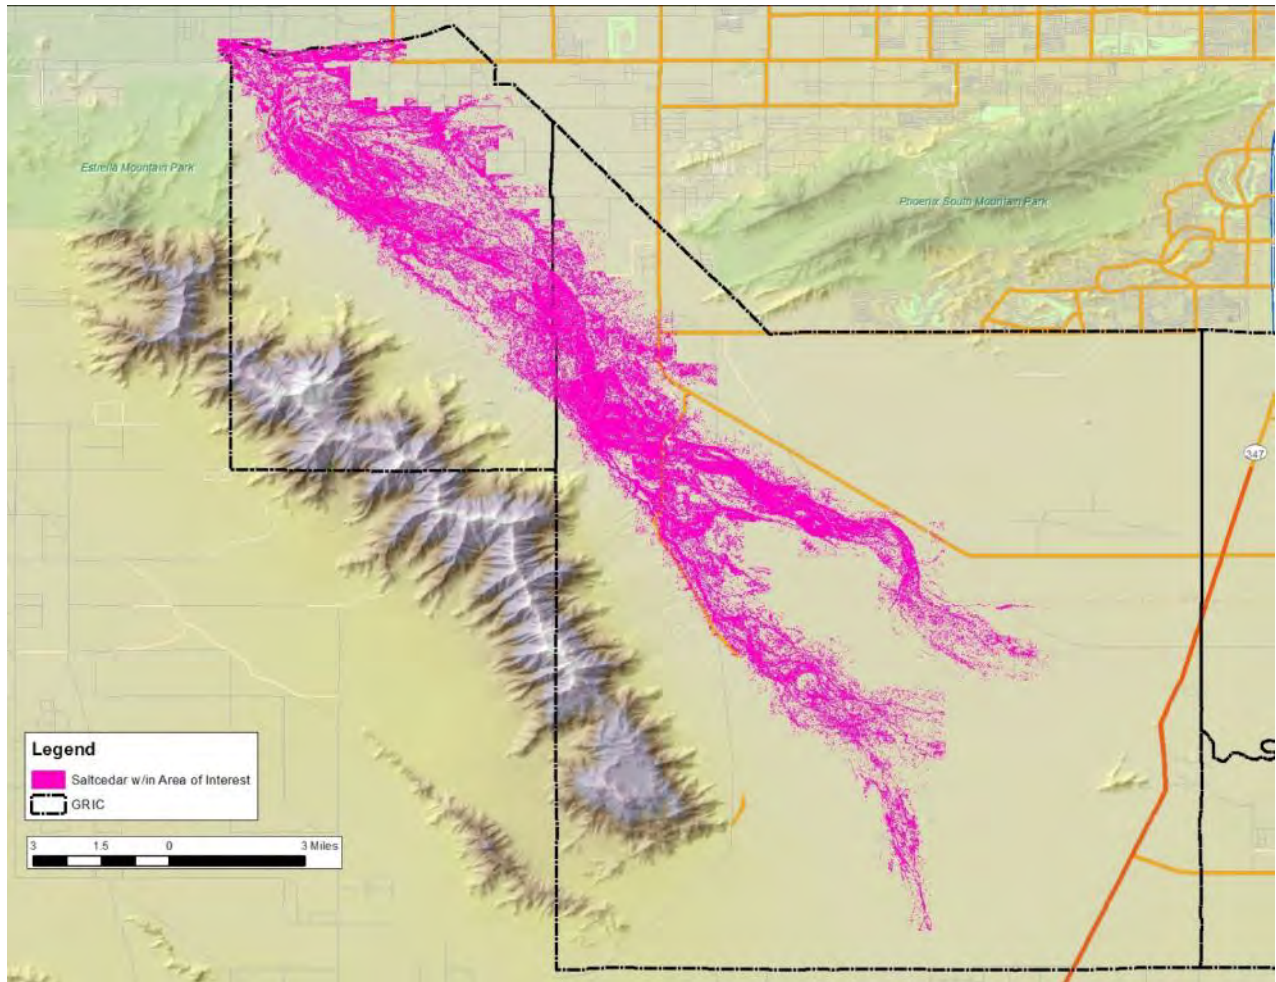 Estrella Mountain Park
Phoenix South Mountain Park
347
Legend
Saltcedar w/in Area of Interest
GRIC
3 1.5 0 3 Miles